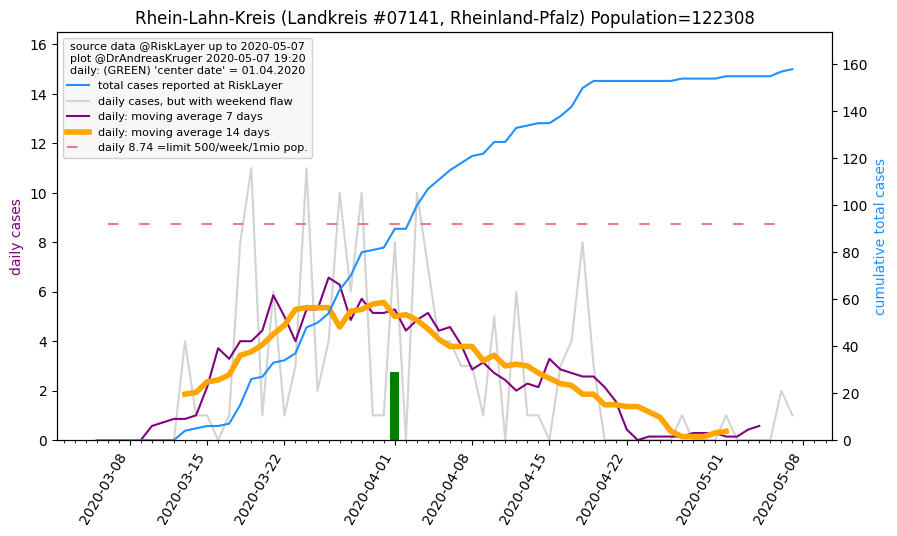 Rhein-Lahn-Kreis (Landkreis #07141, Rheinland-Pfalz) Population=122308
source data @RiskLayer up to 2020-05-07
plot @DrAndreasKruger 2020-05-07 19:20
daily: (GREEN) 'center date' = 01.04.2020
total cases reported at RiskLayer
daily cases, but with weekend flaw
daily: moving average 7 days
daily: moving average 14 days
daily 8.74 =limit 500/week/1mio pop.
daily cases
16
14
12
10
8
6
4
2
0
160
140
120
100
80
60
40
20
0
cumulative total cases
2020-03-08
2020-03-15
2020-03-22
2020-04-01
2020-04-08
2020-04-15
2020-04-22
2020-05-01
2020-05-08